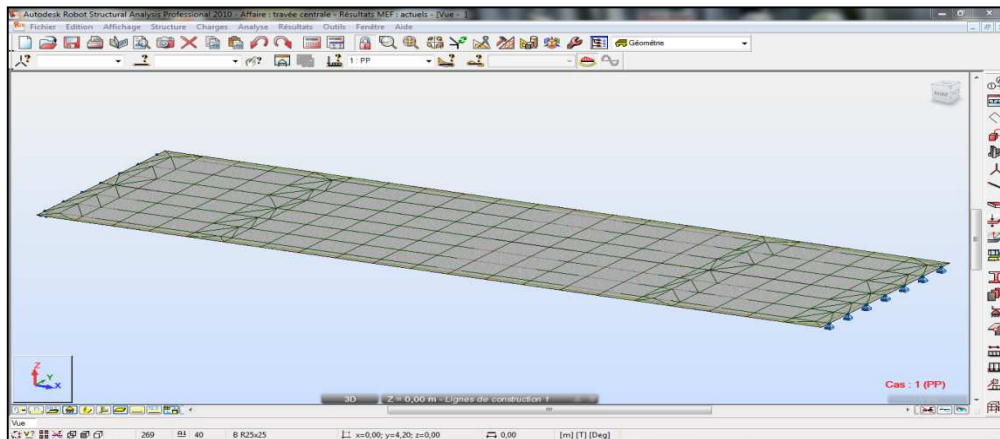 Autodesk Robot Structural Analysis Professional 2010 - Affaire : travée centrale - Résultats MEF : actuels - [Vue - ]
Fichier Edition Affichage Structure Charges Analyse Résultats Outils Fenêtre Aide
Géométrie
1 : PP
Z
Y
X
Cas : 1 (PP)
3D Z = 0,00 m - Lignes de construction 1
Vue
269 40 B R25x25 x=0,00; y=4,20; z=0,00 0,00 [m] [T] [Deg]